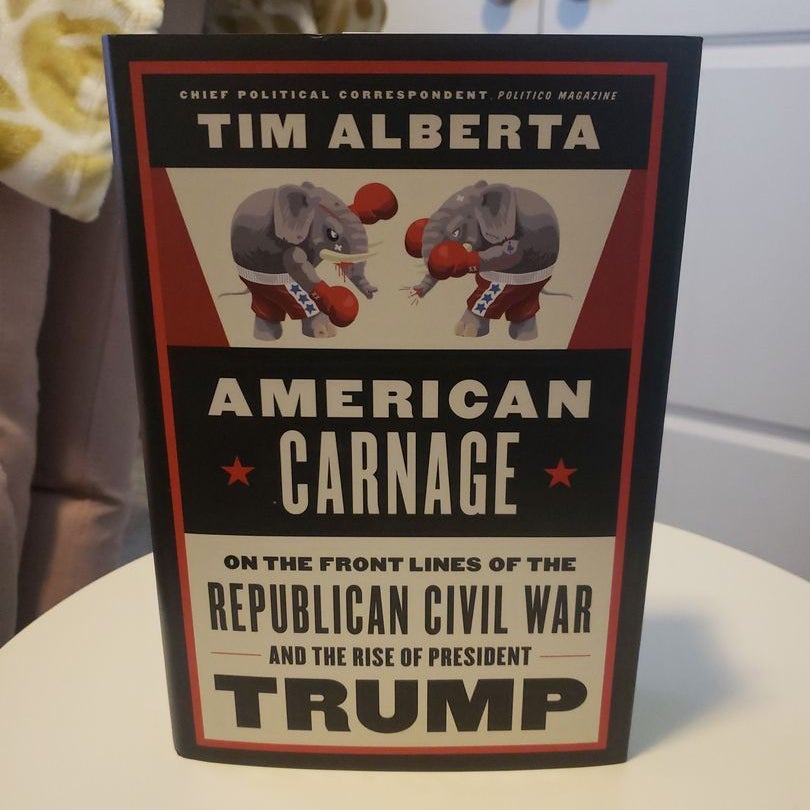 CHIEF POLITICAL CORRESPONDENT, POLITICO MAGAZINE
TIM ALBERTA
AMERICAN
CARNAGE
ON THE FRONT LINES OF THE
REPUBLICAN CIVIL WAR
AND THE RISE OF PRESIDENT
TRUMP